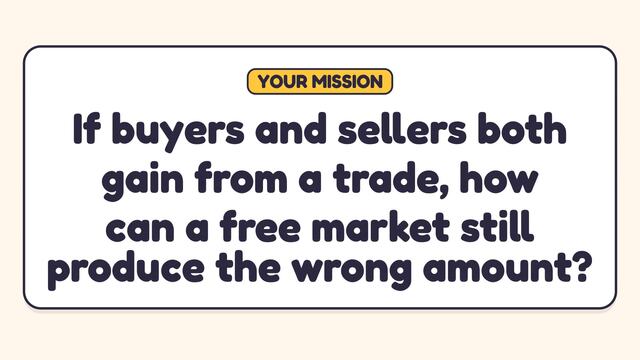 YOUR MISSION
If buyers and sellers both
gain from a trade, how
can a free market still
produce the wrong amount?